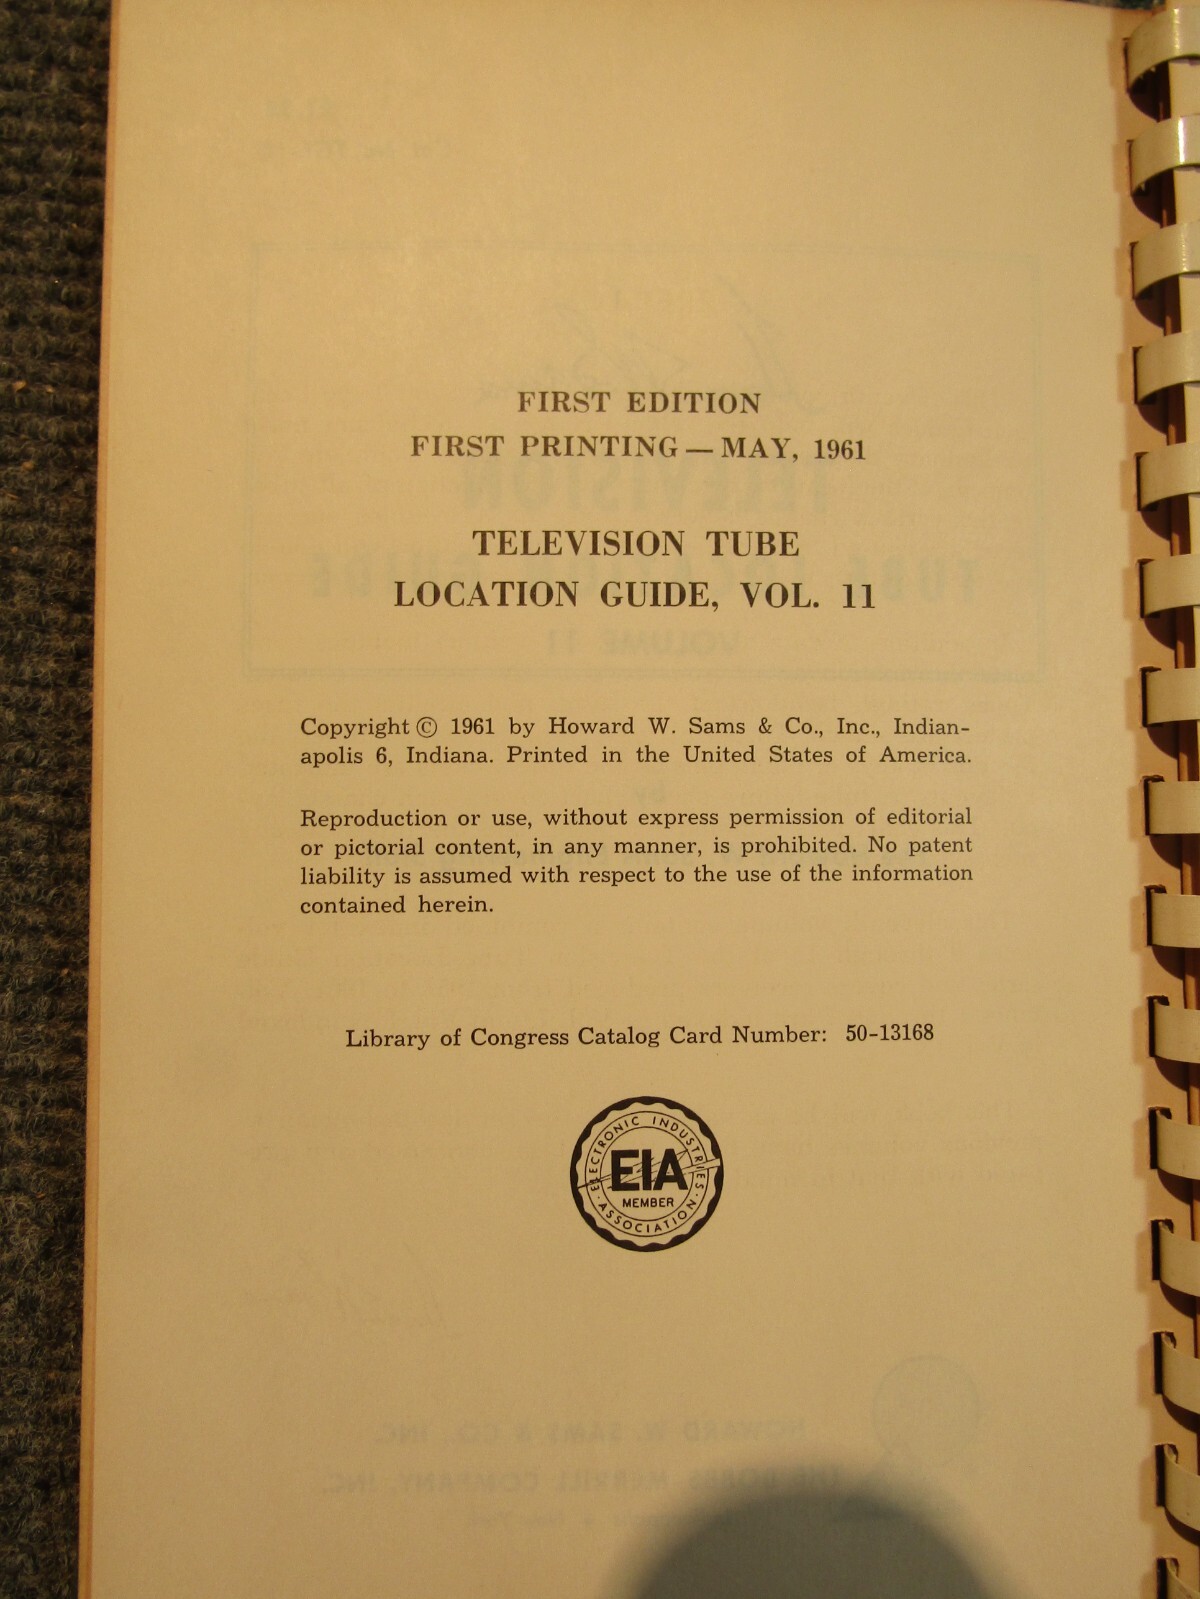 FIRST EDITION
FIRST PRINTING — MAY, 1961
TELEVISION TUBE
LOCATION GUIDE, VOL. 11
Copyright © 1961 by Howard W. Sams & Co., Inc., Indian-
apolis 6, Indiana. Printed in the United States of America.
Reproduction or use, without express permission of editorial
or pictorial content, in any manner, is prohibited. No patent
liability is assumed with respect to the use of the information
contained herein.
Library of Congress Catalog Card Number: 50-13168
ELECTRONIC INDUSTRIES
EIA
MEMBER
ASSOCIATION